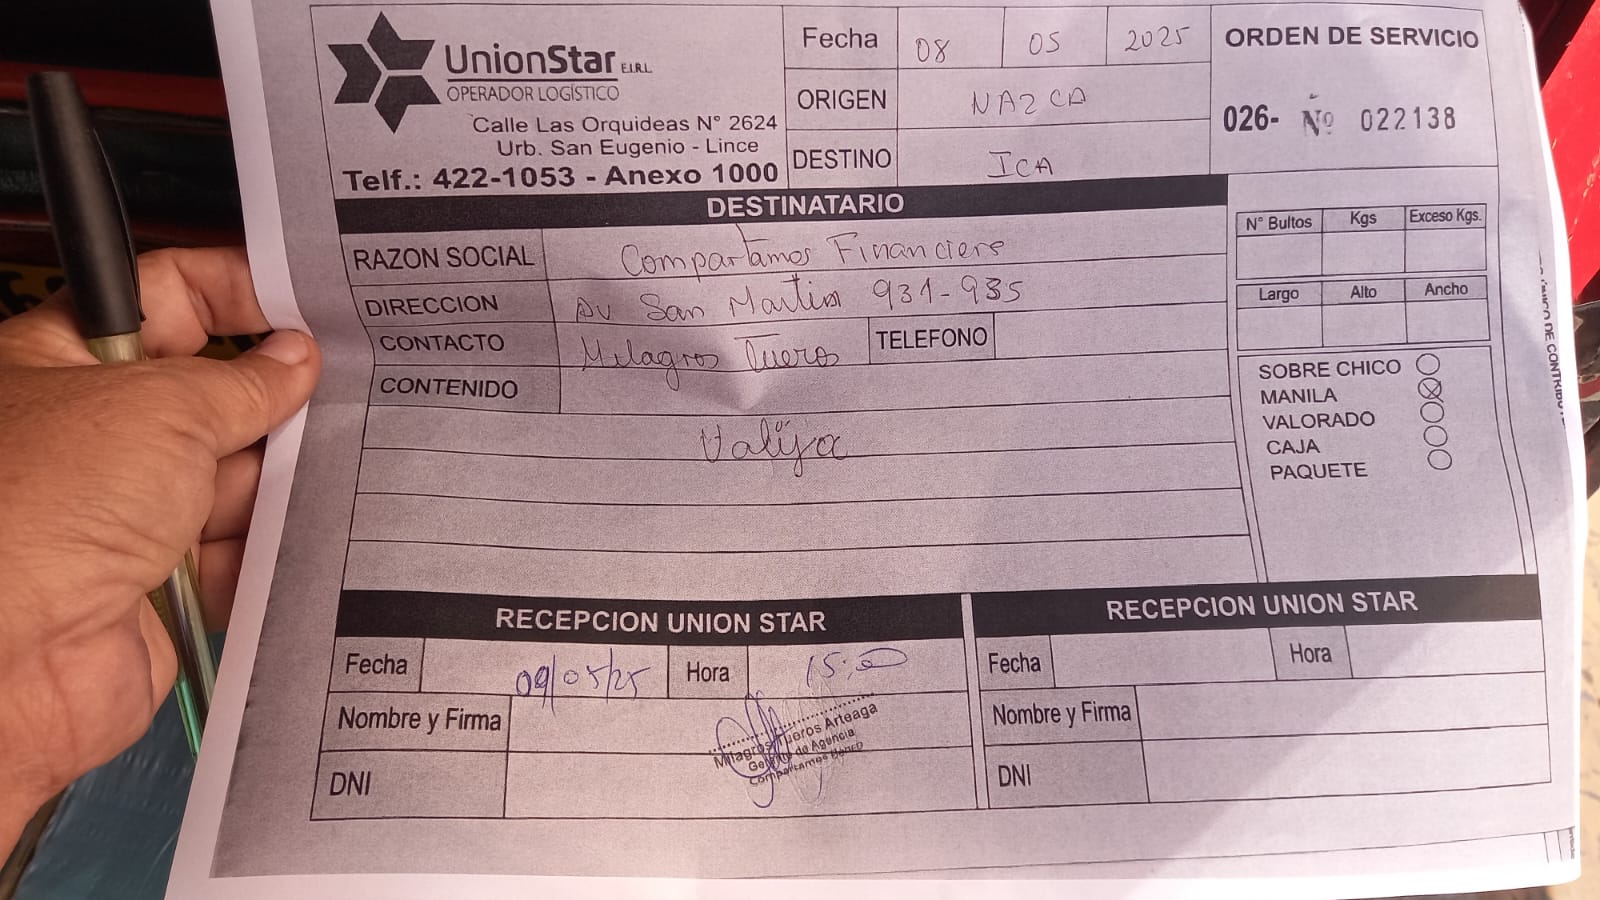 UnionStar E.I.R.L.
OPERADOR LOGÍSTICO
Calle Las Orquideas N° 2624
Urb. San Eugenio - Lince
Telf.: 422-1053 - Anexo 1000
Fecha 08 05 2025
ORIGEN NAZCA
DESTINO ICA
ORDEN DE SERVICIO
026- Nº 022138
DESTINATARIO
RAZON SOCIAL Compartamos Financiera
DIRECCION Av San Martin 931-935
CONTACTO Milagros Tueros TELEFONO
CONTENIDO
Valija
N° Bultos Kgs Exceso Kgs.
Largo Alto Ancho
SOBRE CHICO
MANILA
VALORADO
CAJA
PAQUETE
RECEPCION UNION STAR
Fecha 09/05/25 Hora 15:00
Nombre y Firma
Milagros Tueros Arteaga
Gerente de Agencia
Compartamos
DNI
RECEPCION UNION STAR
Fecha Hora
Nombre y Firma
DNI